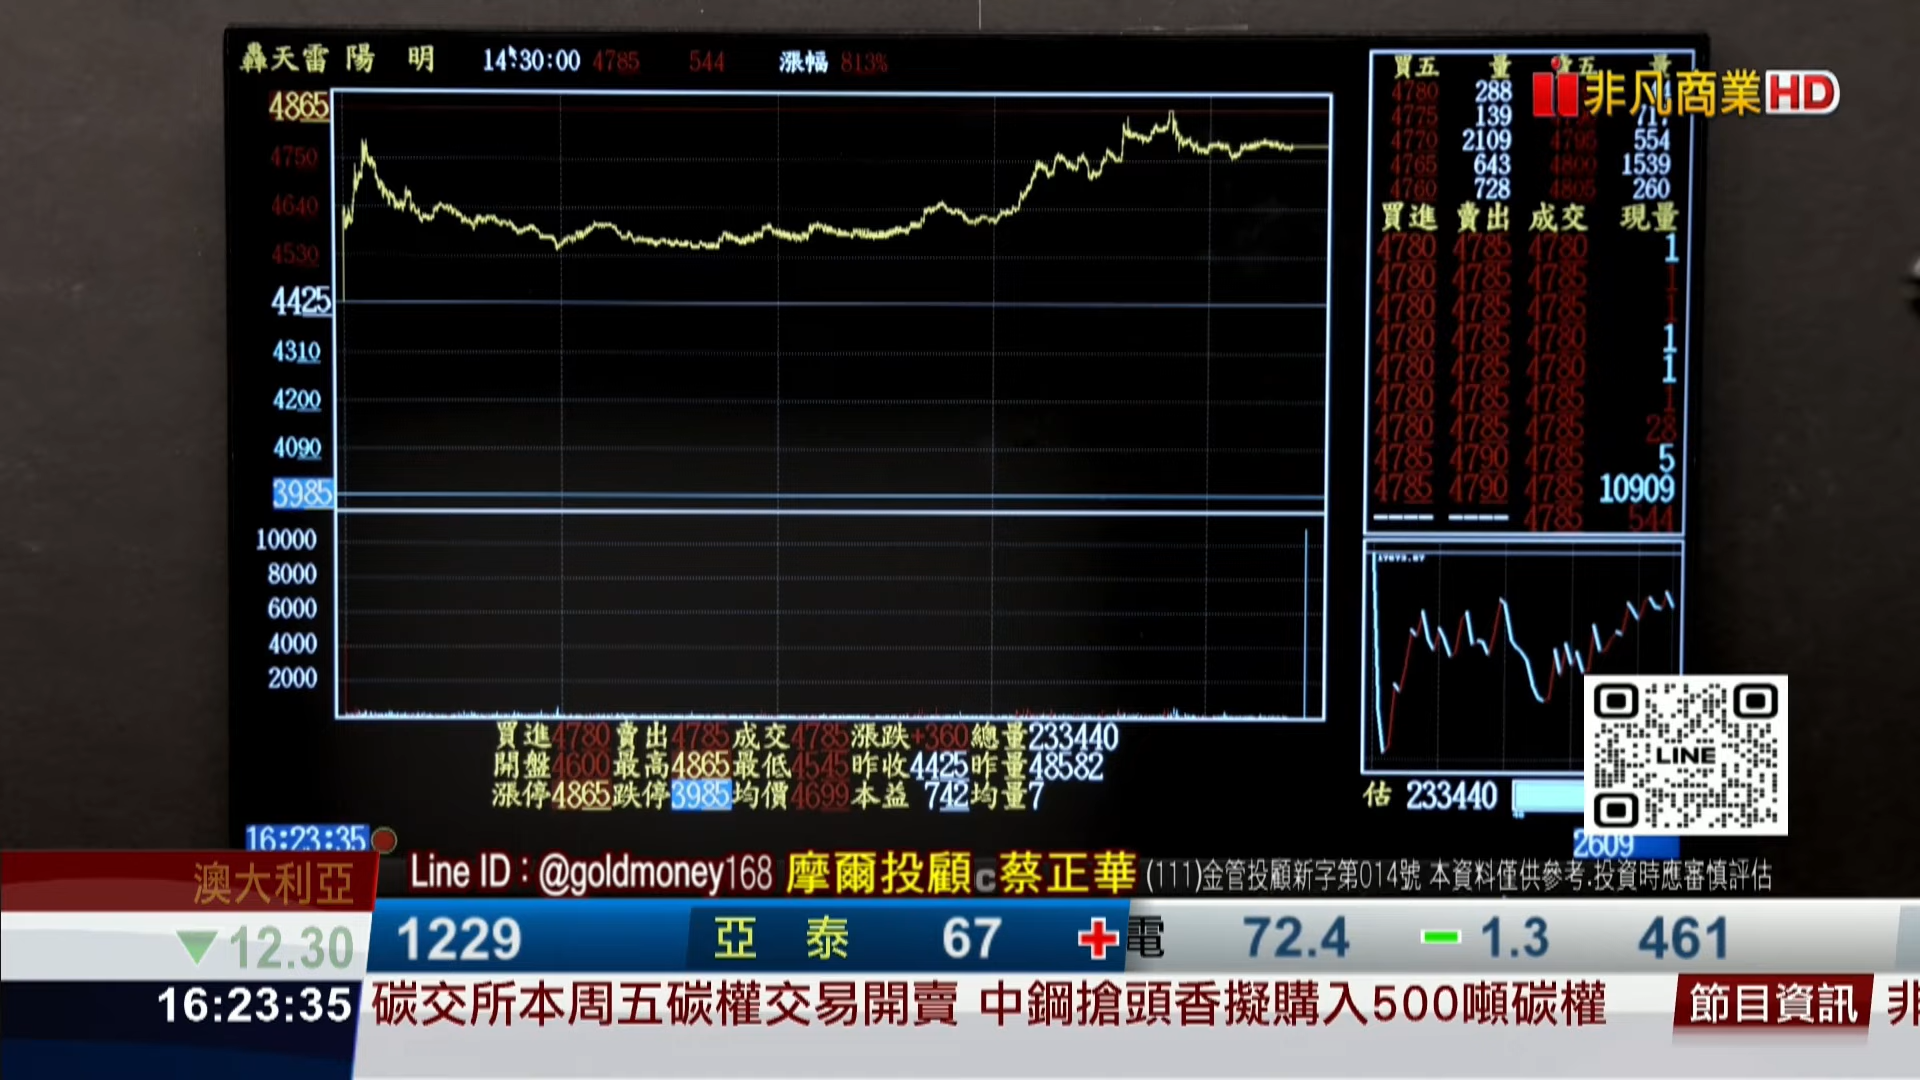 轟天雷 陽 明 14:30:00 4785 544 漲幅 813%
4865
4750
4640
4530
4425
4310
4200
4090
3985
10000
8000
6000
4000
2000
買五 量 賣五 量
4780 288
4775 139
4770 2109 4795 554
4765 643 4800 1539
4760 728 4805 260
非凡商業HD
買進 賣出 成交 現量
4780 4785 4780 1
4780 4785 4785 1
4780 4785 4785 1
4780 4785 4780 1
4780 4785 4780 1
4780 4785 4785 1
4780 4785 4785 28
4785 4790 4785 5
4785 4790 4785 10909
---- ---- 4785 544
買進4780賣出4785成交4785漲跌+360總量233440
開盤4600最高4865最低4545昨收4425昨量48582
漲停4865跌停3985均價4699本益 742均量7
估 233440
2609
LINE
16:23:35
Line ID：@goldmoney168 摩爾投顧 蔡正華 (111)金管投顧新字第014號 本資料僅供參考.投資時應審慎評估
澳大利亞
▼12.30
1229 亞 泰 67 電 72.4 - 1.3 461
16:23:35
碳交所本周五碳權交易開賣 中鋼搶頭香擬購入500噸碳權
節目資訊 非